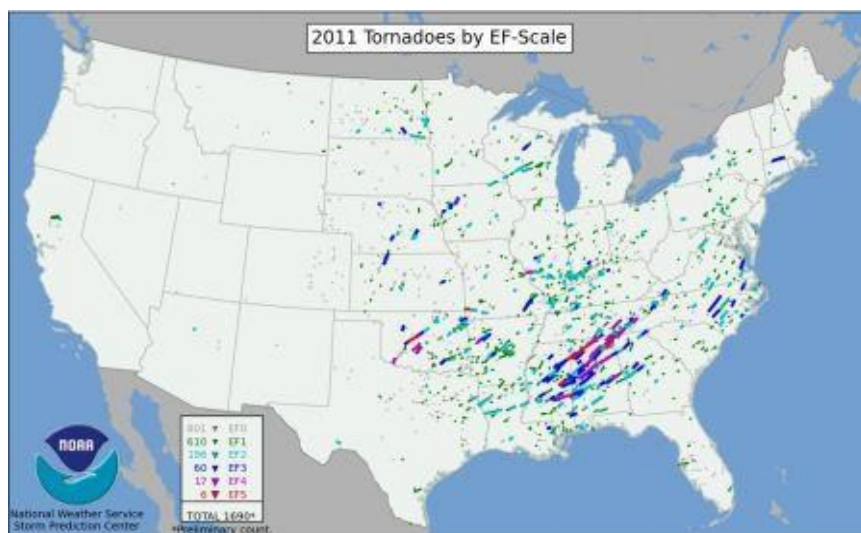 2011 Tornadoes by EF-Scale
801 ▼ EF0
610 ▼ EF1
196 ▼ EF2
60 ▼ EF3
17 ▼ EF4
6 ▼ EF5
TOTAL 1690*
*Preliminary count.
NOAA
National Weather Service
Storm Prediction Center